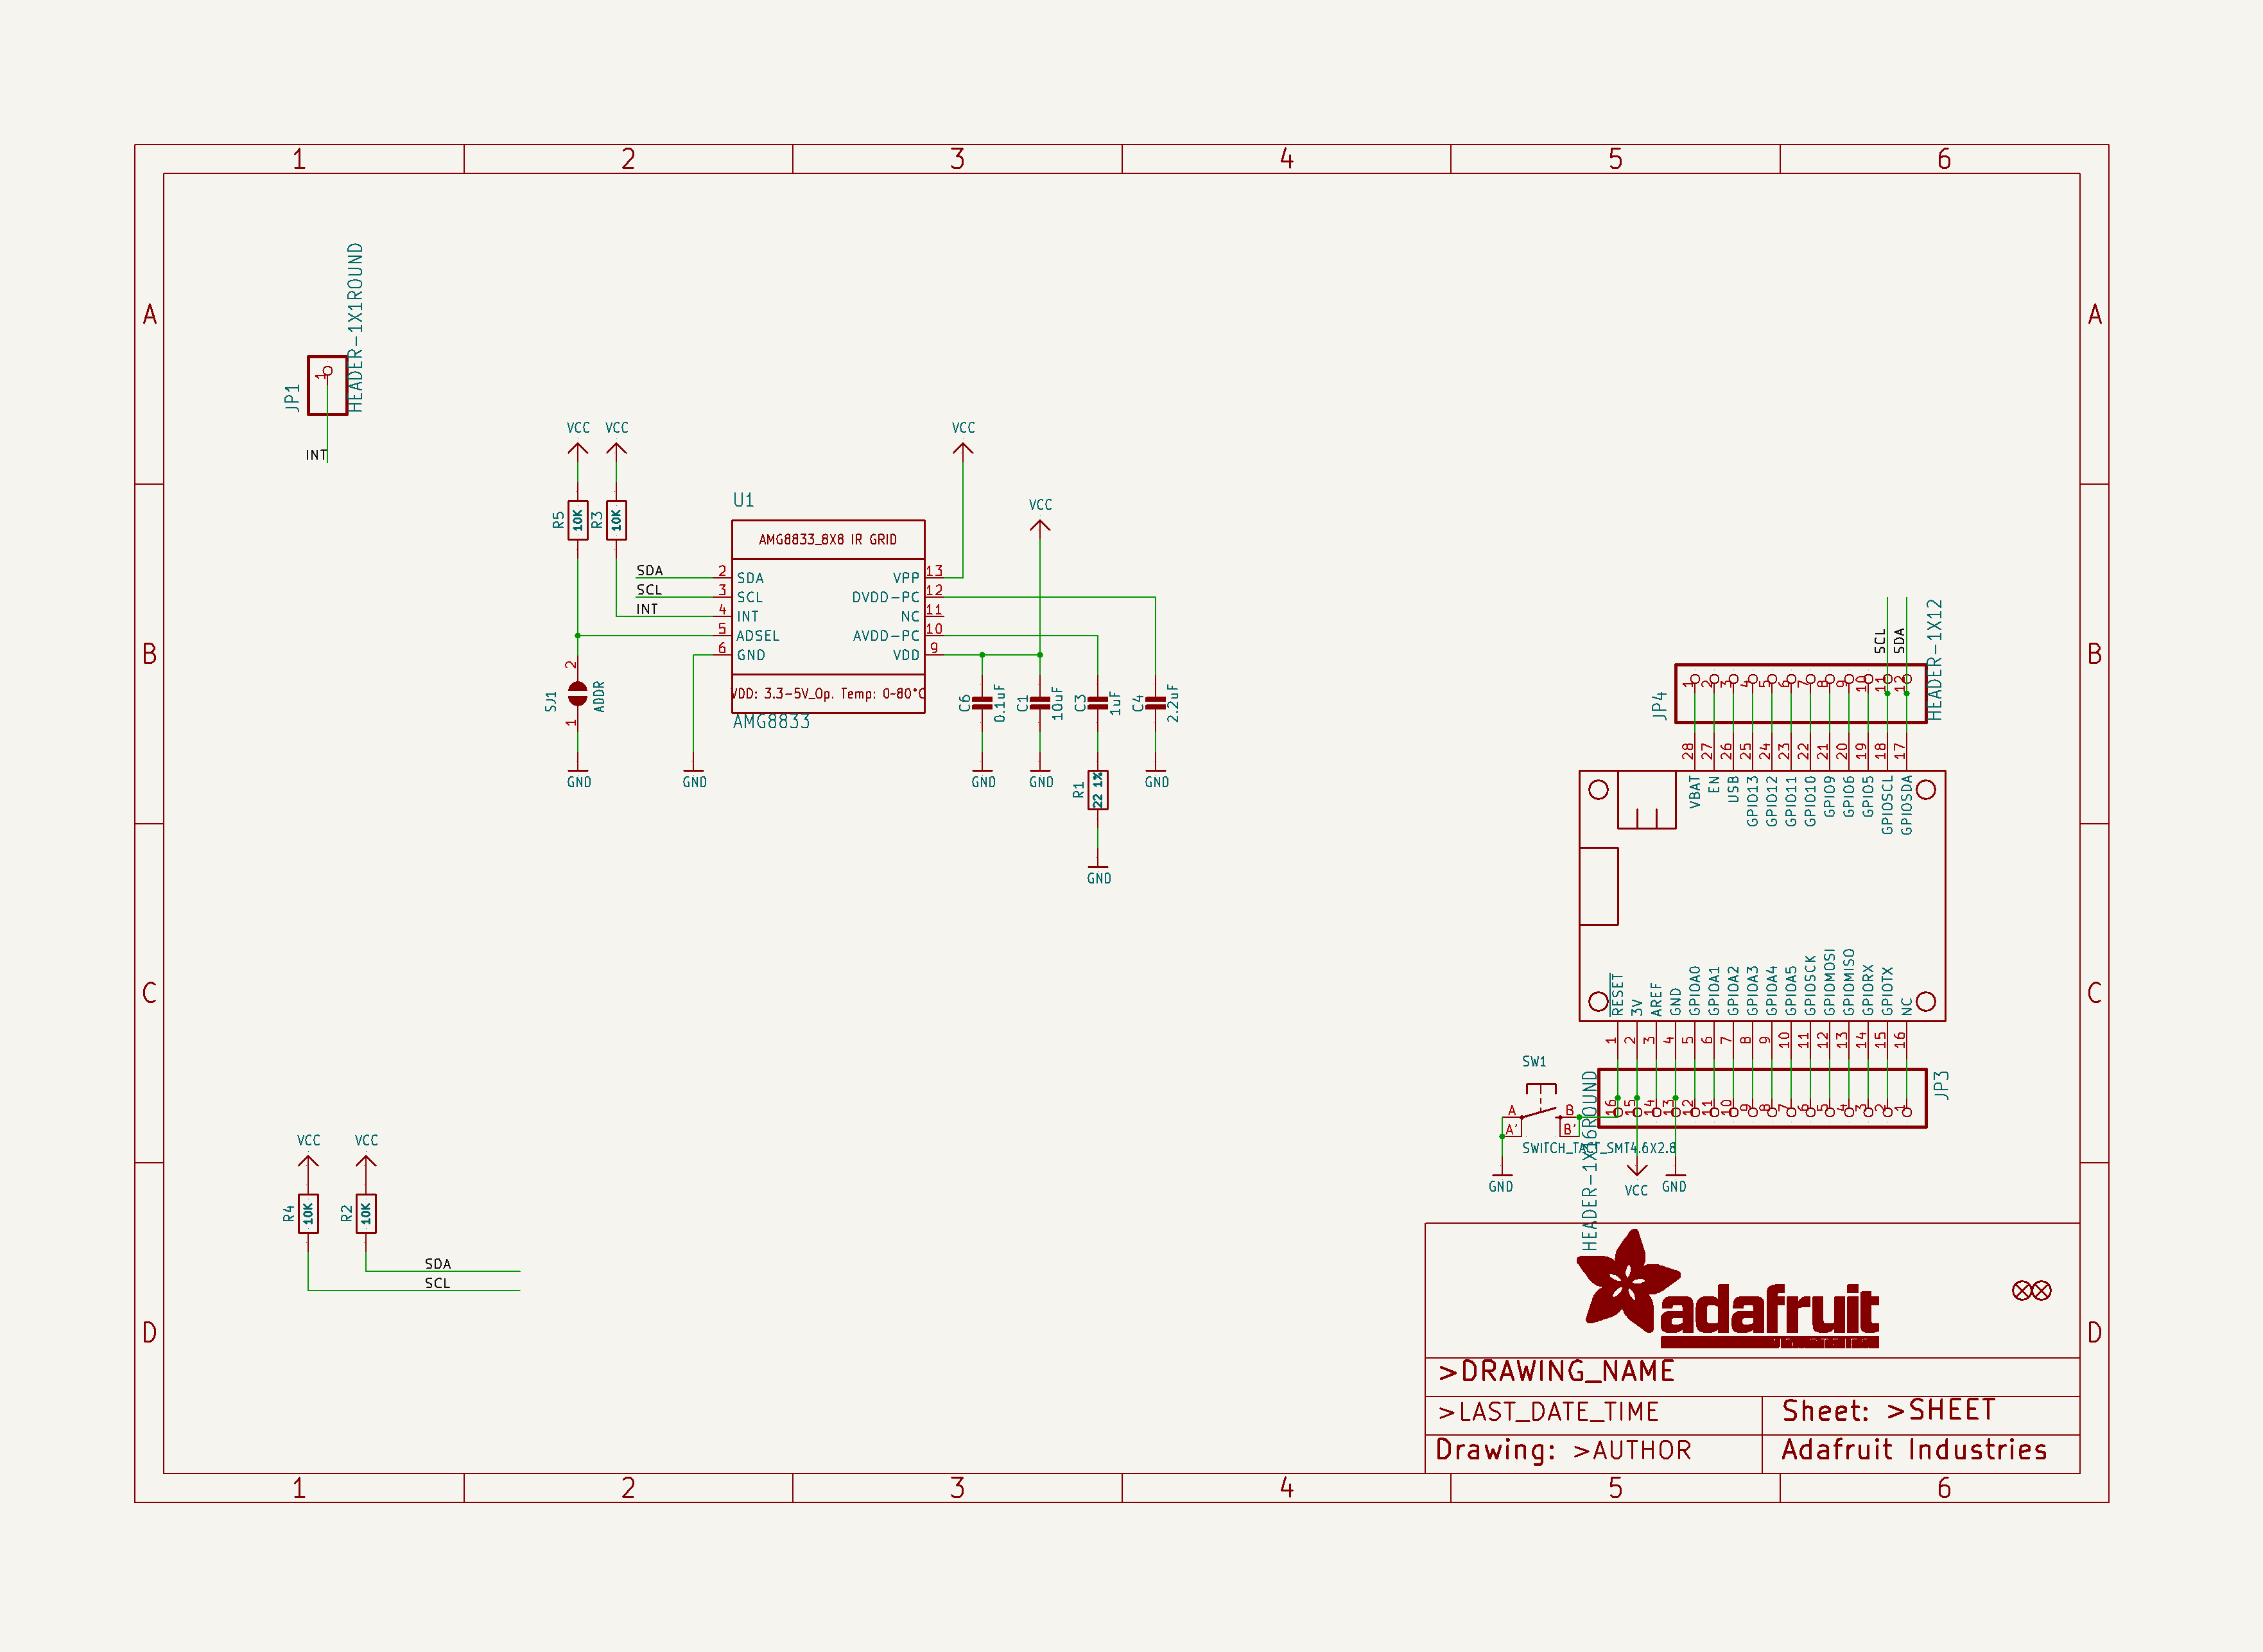 1 2 3 4 5 6
A A
B B
C C
D D
JP1
HEADER-1X1ROUND
1
INT
VCC VCC VCC
VCC
R5 10K
R3 10K
U1
AMG8833_8X8 IR GRID
SDA 2 SDA VPP 13
SCL 3 SCL DVDD-PC 12
INT 4 INT NC 11
5 ADSEL AVDD-PC 10
6 GND VDD 9
VDD: 3.3-5V_Op. Temp: 0~80°C
AMG8833
SJ1 2 1 ADDR
C6 0.1uF
C1 10uF
C3 1uF
C4 2.2uF
GND GND GND GND GND
R1 22 1%
GND
SCL SDA
HEADER-1X12
JP4
1 2 3 4 5 6 7 8 9 10 11 12
28 27 26 25 24 23 22 21 20 19 18 17
VBAT EN USB GPIO13 GPIO12 GPIO11 GPIO10 GPIO9 GPIO6 GPIO5 GPIOSCL GPIOSDA
RESET 3V AREF GND GPIOA0 GPIOA1 GPIOA2 GPIOA3 GPIOA4 GPIOA5 GPIOSCK GPIOMOSI GPIOMISO GPIORX GPIOTX NC
1 2 3 4 5 6 7 8 9 10 11 12 13 14 15 16
16 15 14 13 12 11 10 9 8 7 6 5 4 3 2 1
JP3
HEADER-1X16ROUND
SW1
A B
A' B'
SWITCH_TACT_SMT4.6X2.8
GND VCC GND
VCC VCC
R4 10K
R2 10K
SDA
SCL
adafruit
>DRAWING_NAME
>LAST_DATE_TIME
Sheet: >SHEET
Drawing: >AUTHOR
Adafruit Industries
1 2 3 4 5 6